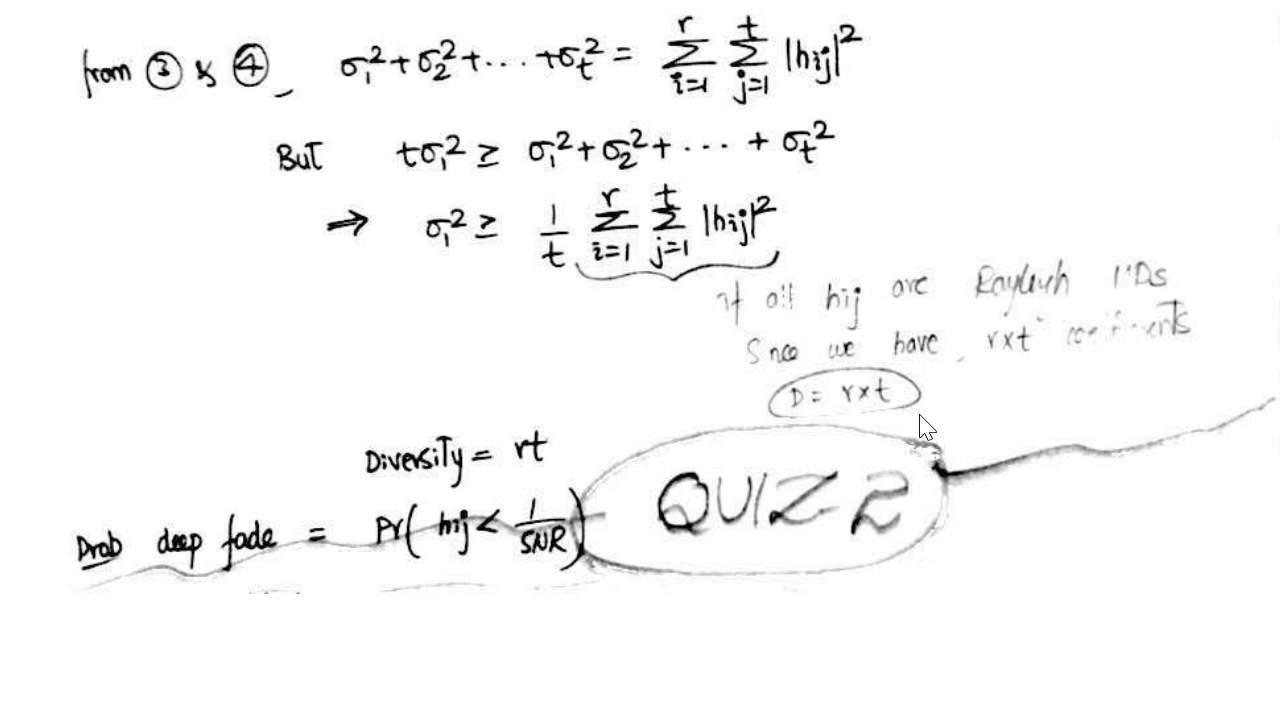 from ③ & ④, σ₁² + σ₂² + ... + σₜ² = Σ_{i=1}^{r} Σ_{j=1}^{t} |hij|²
But tσ₁² ≥ σ₁² + σ₂² + ... + σₜ²
⇒ σ₁² ≥ 1/t Σ_{i=1}^{r} Σ_{j=1}^{t} |hij|²
if all hij are
Since we have, rxt
D = rxt
Diversity = rt
Prob deep fade = Pr( hij < 1/SNR )
QUIZ-2